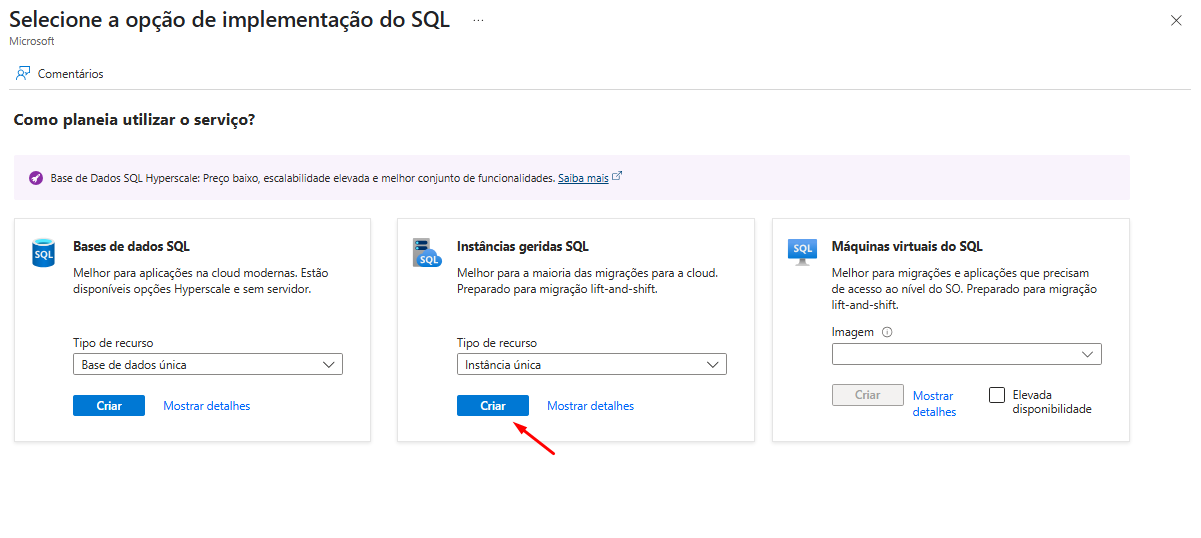 Selecione a opção de implementação do SQL ...
Microsoft
Comentários
Como planeia utilizar o serviço?
Base de Dados SQL Hyperscale: Preço baixo, escalabilidade elevada e melhor conjunto de funcionalidades. Saiba mais
SQL
Bases de dados SQL
Melhor para aplicações na cloud modernas. Estão
disponíveis opções Hyperscale e sem servidor.
Tipo de recurso
Base de dados única
Criar
Mostrar detalhes
SQL
Instâncias geridas SQL
Melhor para a maioria das migrações para a cloud.
Preparado para migração lift-and-shift.
Tipo de recurso
Instância única
Criar
Mostrar detalhes
SQL
Máquinas virtuais do SQL
Melhor para migrações e aplicações que precisam
de acesso ao nível do SO. Preparado para migração
lift-and-shift.
Imagem
Criar
Mostrar
detalhes
Elevada
disponibilidade